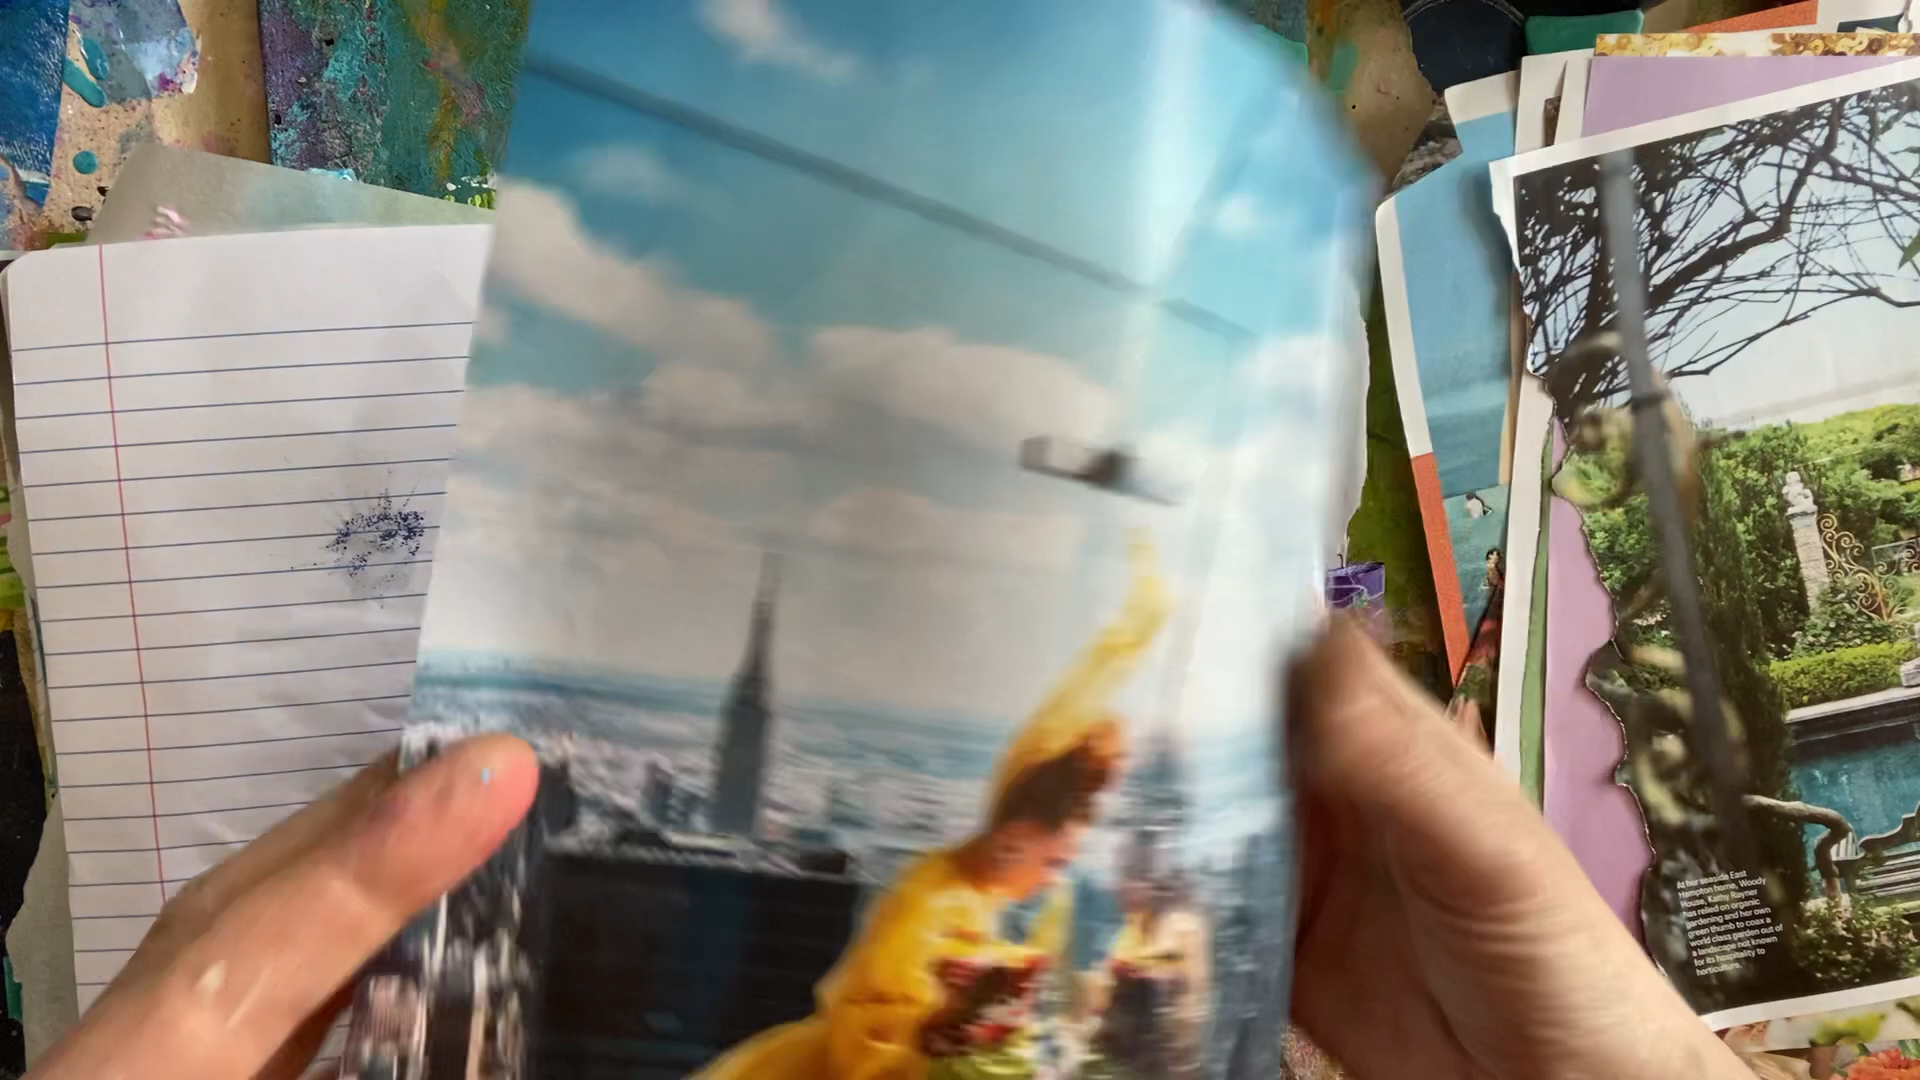 At her seaside East
Hampton home, Woody
House, Kathy Rayner
has relied on organic
gardening and her own
green thumb to coax a
world class garden out of
a landscape not known
for its hospitality to
horticulture.